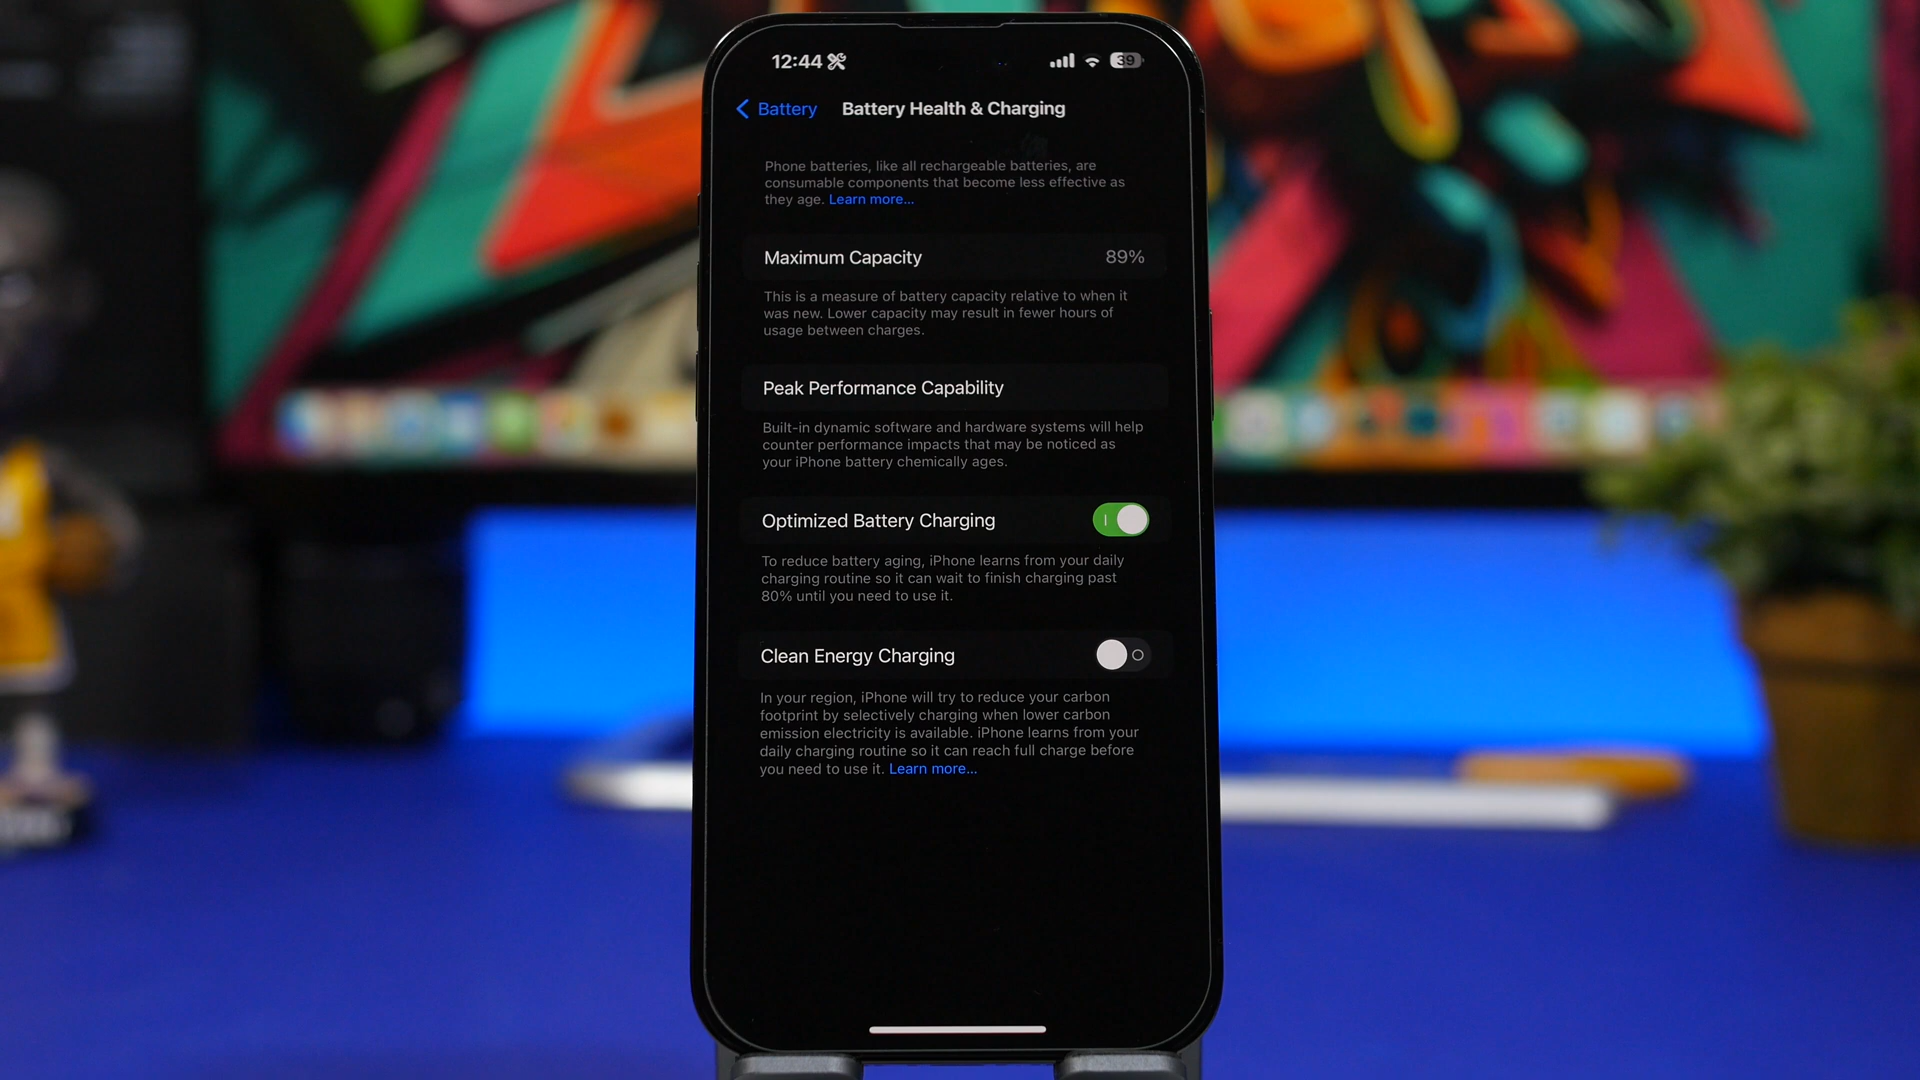 12:44
39
Battery
Battery Health & Charging
Phone batteries, like all rechargeable batteries, are
consumable components that become less effective as
they age. Learn more...
Maximum Capacity 89%
This is a measure of battery capacity relative to when it
was new. Lower capacity may result in fewer hours of
usage between charges.
Peak Performance Capability
Built-in dynamic software and hardware systems will help
counter performance impacts that may be noticed as
your iPhone battery chemically ages.
Optimized Battery Charging
To reduce battery aging, iPhone learns from your daily
charging routine so it can wait to finish charging past
80% until you need to use it.
Clean Energy Charging
In your region, iPhone will try to reduce your carbon
footprint by selectively charging when lower carbon
emission electricity is available. iPhone learns from your
daily charging routine so it can reach full charge before
you need to use it. Learn more...